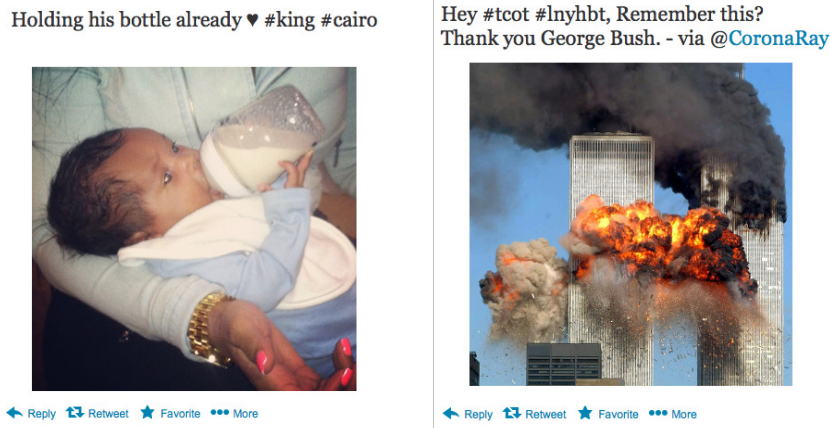 Holding his bottle already ♥ #king #cairo
Reply Retweet Favorite More
Hey #tcot #lnyhbt, Remember this?
Thank you George Bush. - via @CoronaRay
Reply Retweet Favorite More